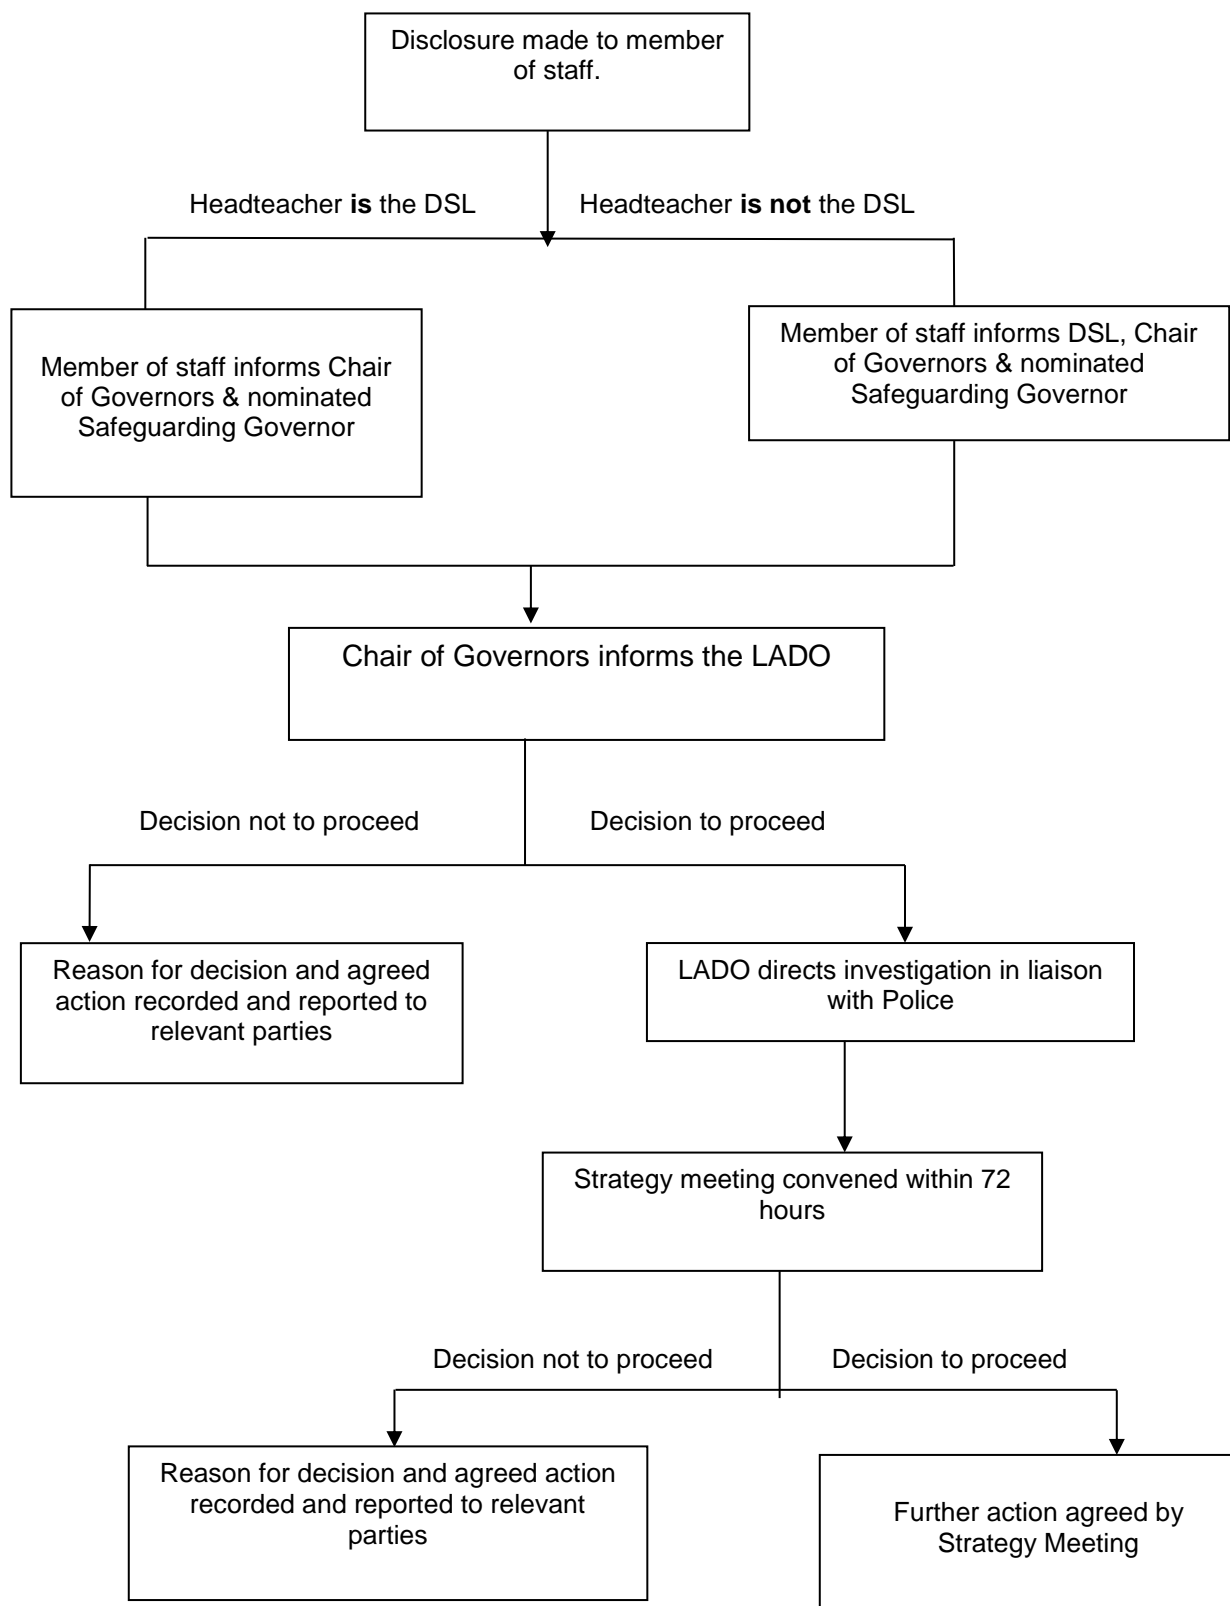 Disclosure made to member
of staff.
Headteacher is the DSL
Headteacher is not the DSL
Member of staff informs Chair
of Governors & nominated
Safeguarding Governor
Member of staff informs DSL, Chair
of Governors & nominated
Safeguarding Governor
Chair of Governors informs the LADO
Decision not to proceed
Decision to proceed
Reason for decision and agreed
action recorded and reported to
relevant parties
LADO directs investigation in liaison
with Police
Strategy meeting convened within 72
hours
Decision not to proceed
Decision to proceed
Reason for decision and agreed action
recorded and reported to relevant
parties
Further action agreed by
Strategy Meeting